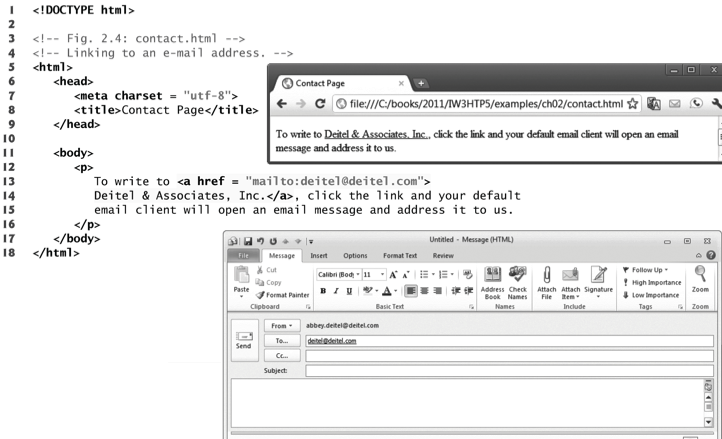 1 <!DOCTYPE html>
2
3 <!-- Fig. 2.4: contact.html -->
4 <!-- Linking to an e-mail address. -->
5 <html>
6 <head>
7 <meta charset = "utf-8">
8 <title>Contact Page</title>
9 </head>
10
11 <body>
12 <p>
13 To write to <a href = "mailto:deitel@deitel.com">
14 Deitel & Associates, Inc.</a>, click the link and your default
15 email client will open an email message and address it to us.
16 </p>
17 </body>
18 </html>
Contact Page
file:///C:/books/2011/IW3HTP5/examples/ch02/contact.html
To write to Deitel & Associates, Inc., click the link and your default email client will open an email
message and address it to us.
Untitled - Message (HTML)
File Message Insert Options Format Text Review
Paste
Cut
Copy
Format Painter
Clipboard
Calibri (Body 11
B I U
Basic Text
Address Book
Check Names
Names
Attach File
Attach Item
Signature
Include
Follow Up
High Importance
Low Importance
Tags
Zoom
Zoom
Send
From abbey.deitel@deitel.com
To... deitel@deitel.com
Cc...
Subject: